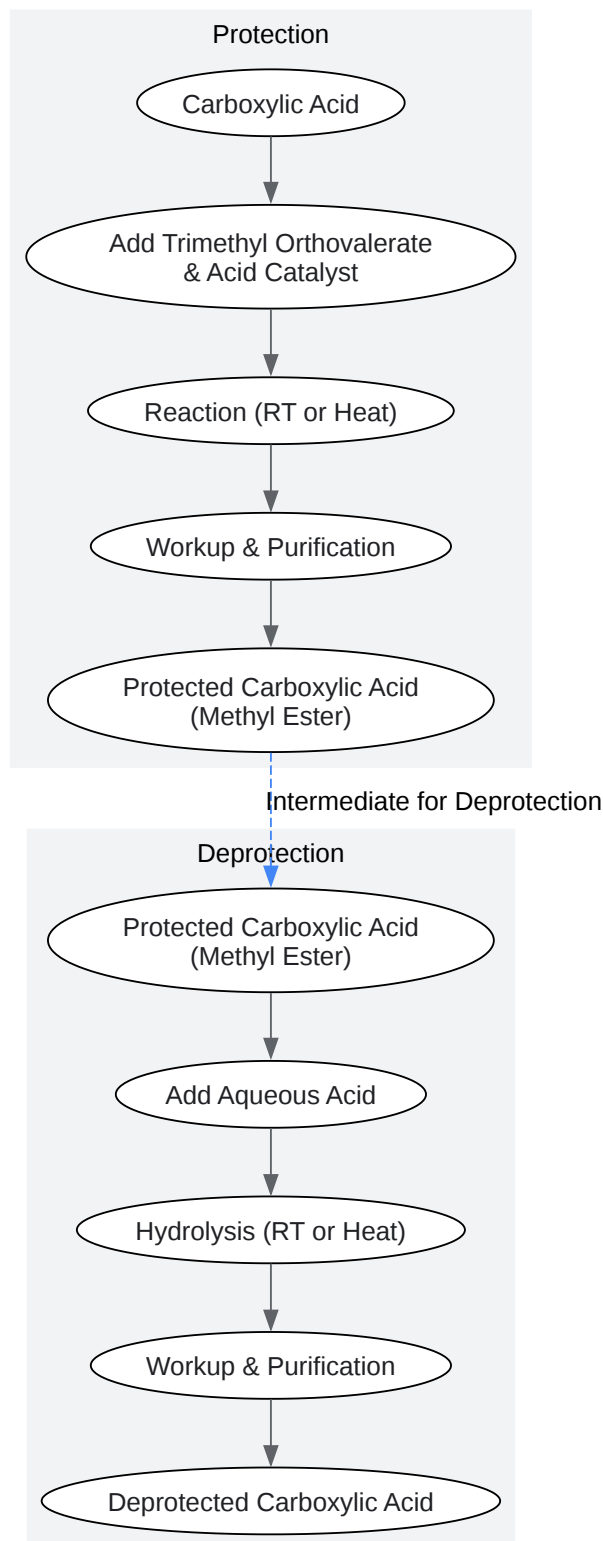 Protection
Carboxylic Acid
Add Trimethyl Orthovalerate
& Acid Catalyst
Reaction (RT or Heat)
Workup & Purification
Protected Carboxylic Acid
(Methyl Ester)
Intermediate for Deprotection
Deprotection
Protected Carboxylic Acid
(Methyl Ester)
Add Aqueous Acid
Hydrolysis (RT or Heat)
Workup & Purification
Deprotected Carboxylic Acid